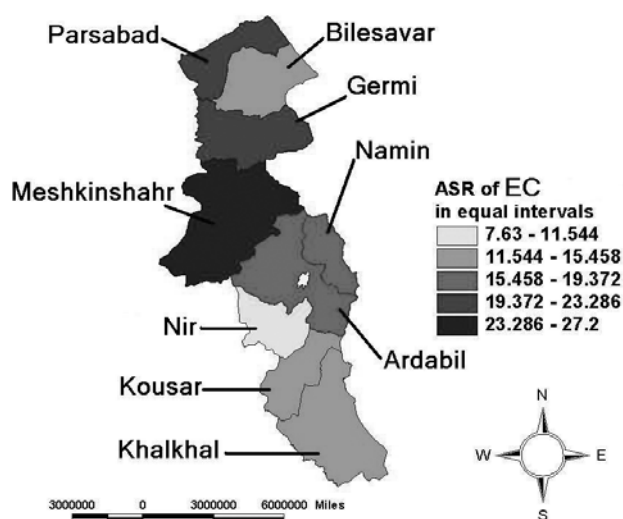 Parsabad
Bilesavar
Germi
Namin
Meshkinshahr
ASR of EC
in equal intervals
7.63 - 11.544
11.544 - 15.458
15.458 - 19.372
19.372 - 23.286
23.286 - 27.2
Nir
Ardabil
Kousar
Khalkhal
N
W E
S
3000000 0 3000000 6000000 Miles